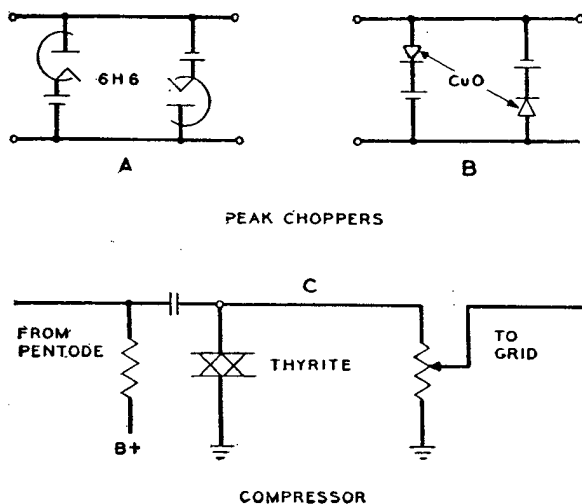 6H6
CuO
A
B
PEAK CHOPPERS
C
FROM
PENTODE
THYRITE
TO
GRID
B+
COMPRESSOR